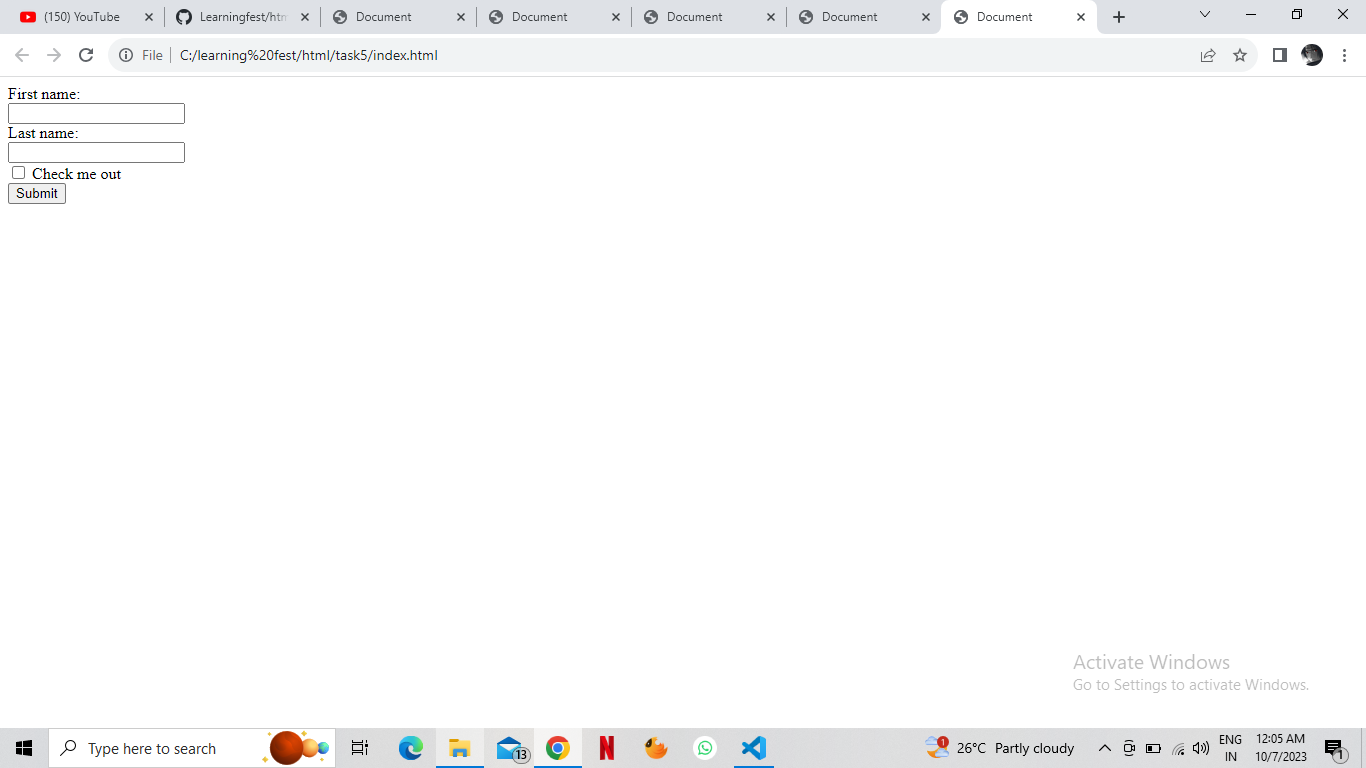 (150) YouTube
Learningfest/htm
Document
Document
Document
Document
Document
File
C:/learning%20fest/html/task5/index.html
First name:
Last name:
Check me out
Submit
Activate Windows
Go to Settings to activate Windows.
Type here to search
13
1
26°C Partly cloudy
ENG
IN
12:05 AM
10/7/2023
1